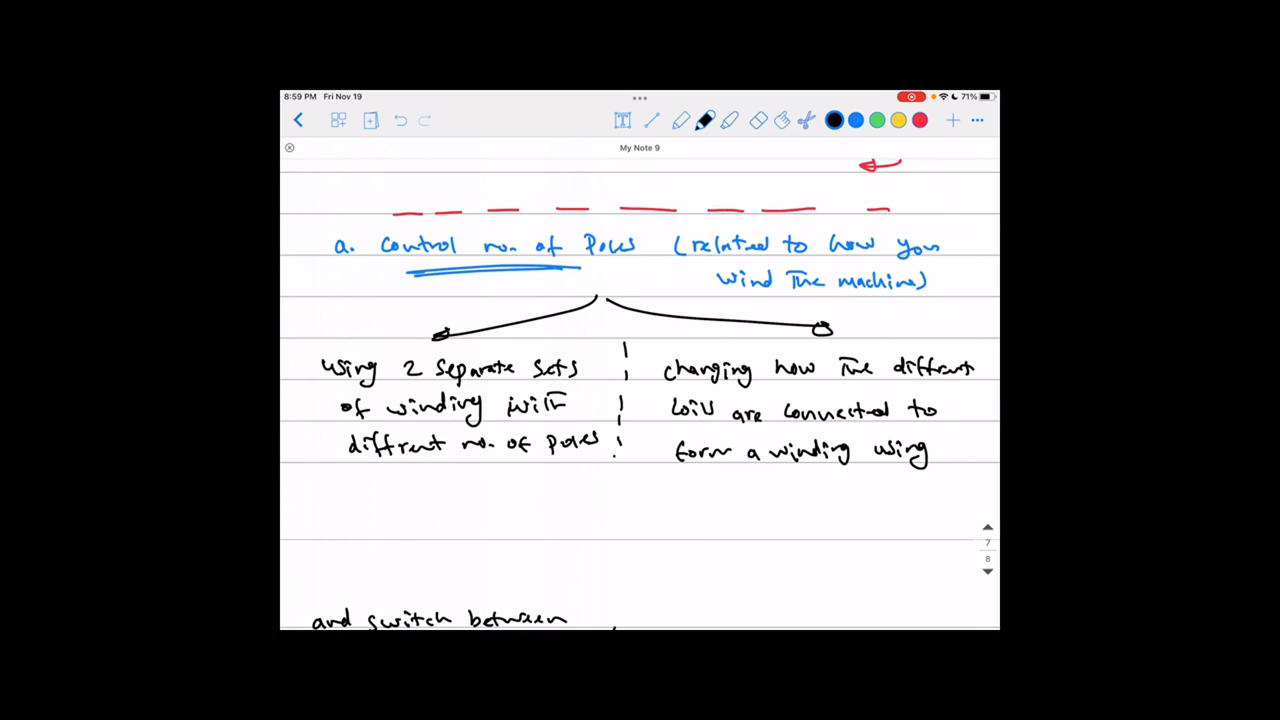 8:59 PM Fri Nov 19
71%
My Note 9
a. Control no. of Poles (related to how you
wind the machine)
using 2 separate sets
of winding with
diffrent no. of poles
changing how the diffrent
coils are connected to
form a winding using
7
8
and switch between